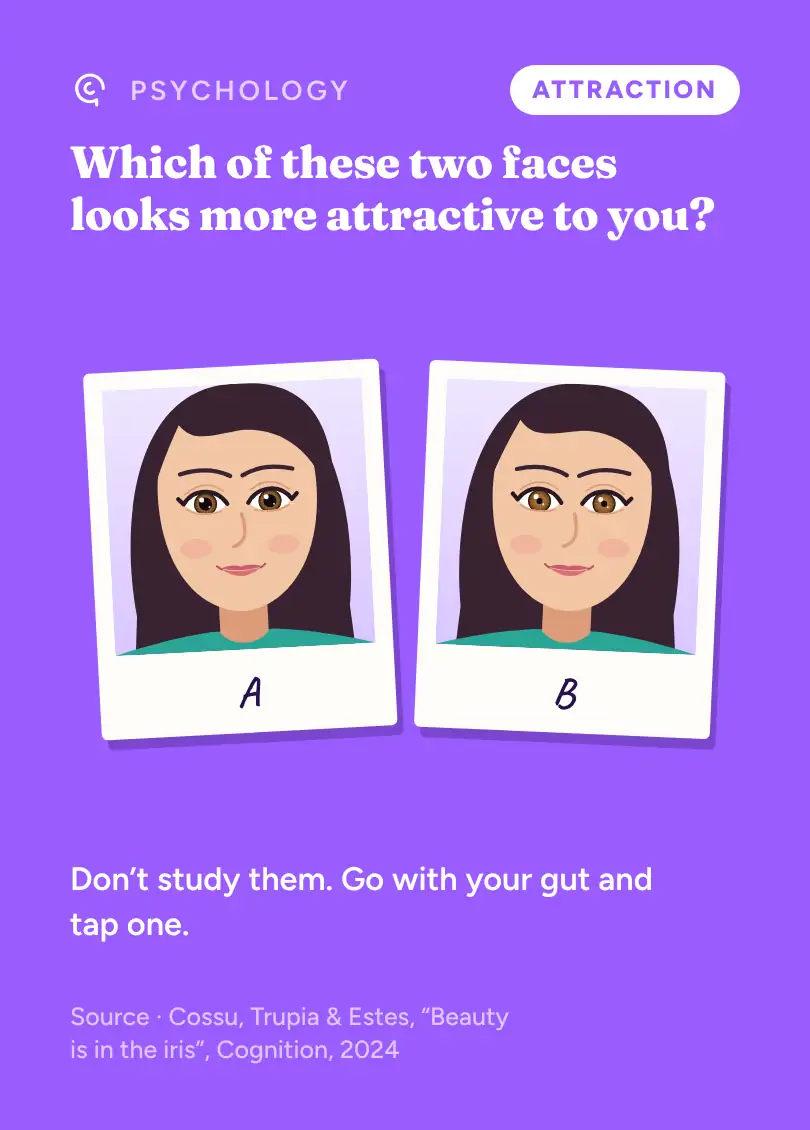 PSYCHOLOGY
ATTRACTION
Which of these two faces
looks more attractive to you?
A
B
Don’t study them. Go with your gut and
tap one.
Source · Cossu, Trupia & Estes, “Beauty
is in the iris”, Cognition, 2024